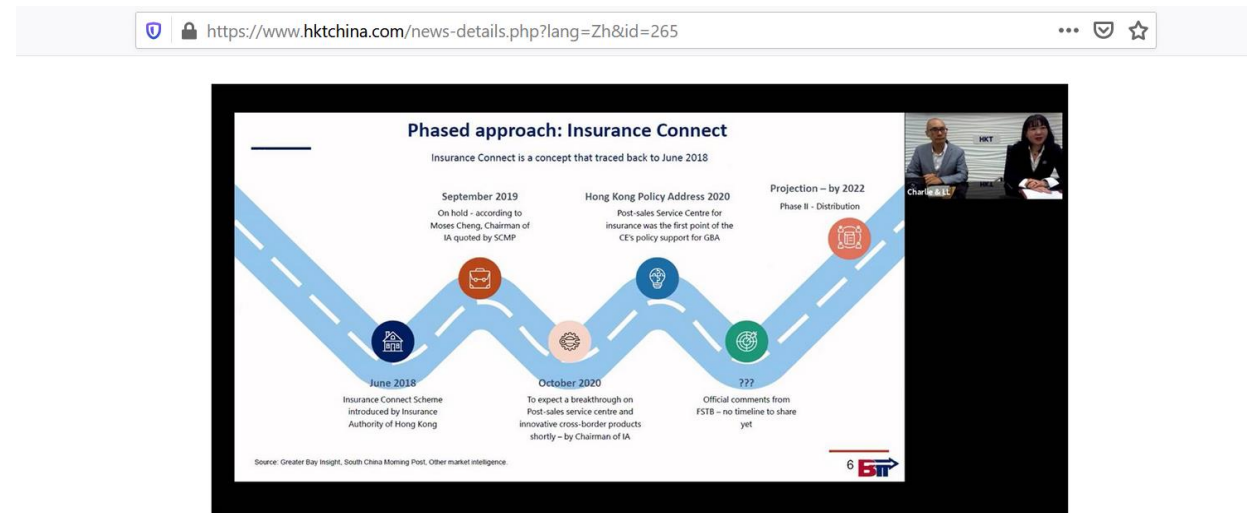 https://www.hktchina.com/news-details.php?lang=Zh&id=265
Phased approach: Insurance Connect
Insurance Connect is a concept that traced back to June 2018
September 2019
On hold - according to
Moses Cheng, Chairman of
IA quoted by SCMP
Hong Kong Policy Address 2020
Post-sales Service Centre for
insurance was the first point of the
CE's policy support for GBA
Projection – by 2022
Phase II - Distribution
HKT
Charlie & LL
June 2018
Insurance Connect Scheme
introduced by Insurance
Authority of Hong Kong
October 2020
To expect a breakthrough on
Post-sales service centre and
innovative cross-border products
shortly – by Chairman of IA
???
Official comments from
FSTB – no timeline to share
yet
Source: Greater Bay Insight, South China Morning Post, Other market intelligence.
6